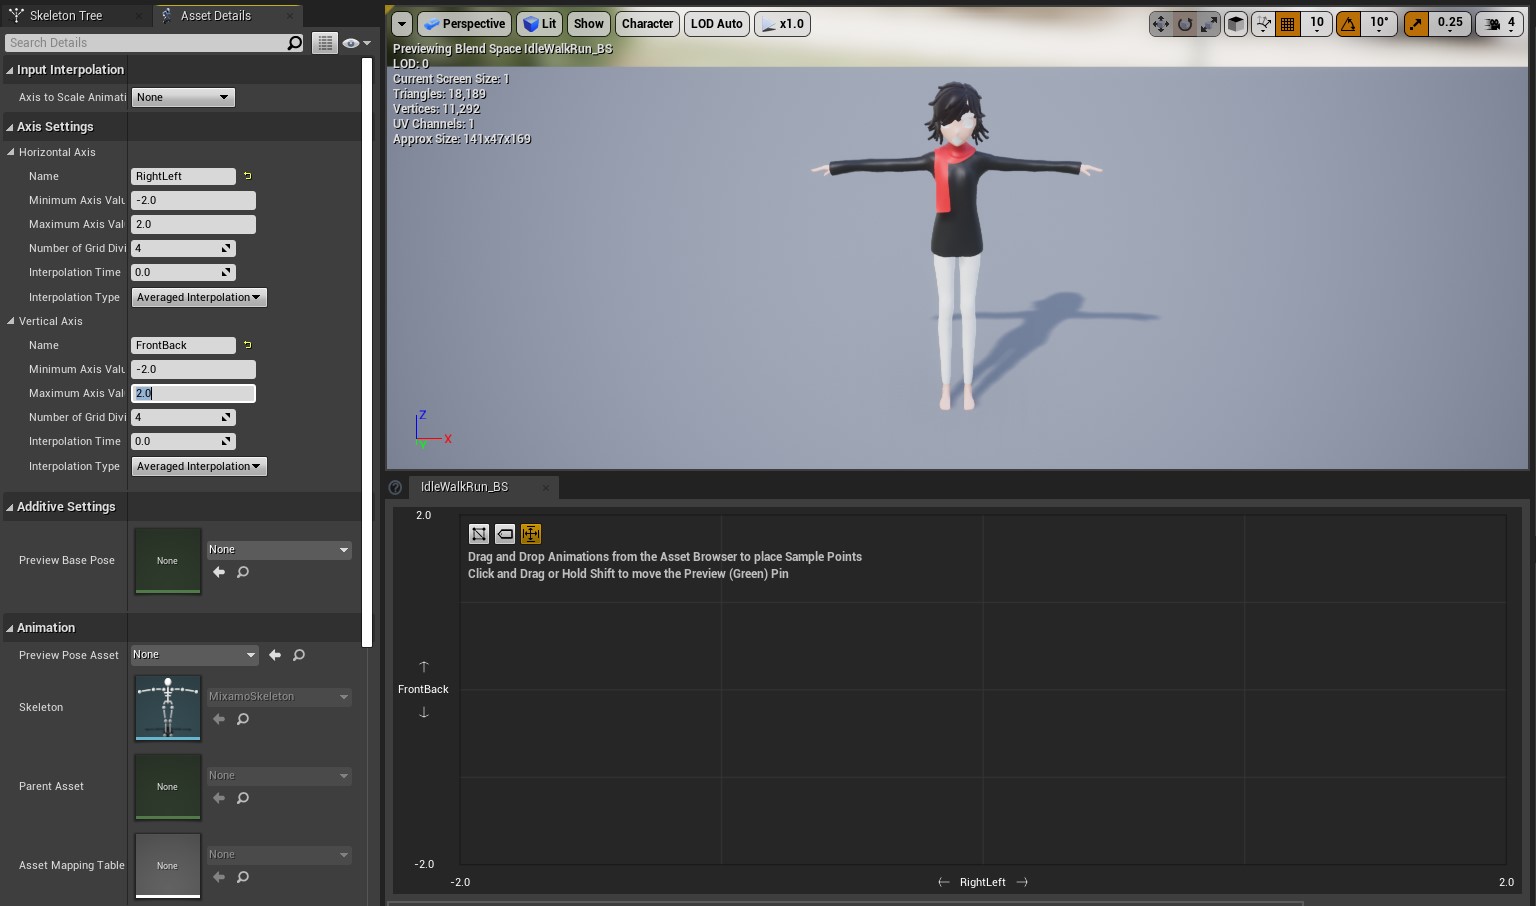 Skeleton Tree
Asset Details
Search Details
Input Interpolation
Axis to Scale Animati
None
Axis Settings
Horizontal Axis
Name
RightLeft
Minimum Axis Valu
-2.0
Maximum Axis Val
2.0
Number of Grid Divi
4
Interpolation Time
0.0
Interpolation Type
Averaged Interpolation
Vertical Axis
Name
FrontBack
Minimum Axis Valu
-2.0
Maximum Axis Val
2.0
Number of Grid Divi
4
Interpolation Time
0.0
Interpolation Type
Averaged Interpolation
Additive Settings
Preview Base Pose
None
None
Animation
Preview Pose Asset
None
Skeleton
MixamoSkeleton
Parent Asset
None
None
Asset Mapping Table
None
None
Perspective
Lit
Show
Character
LOD Auto
x1.0
10
10°
0.25
4
Previewing Blend Space IdleWalkRun_BS
LOD: 0
Current Screen Size: 1
Triangles: 18,189
Vertices: 11,292
UV Channels: 1
Approx Size: 141x47x169
Z
X
Y
IdleWalkRun_BS
2.0
Drag and Drop Animations from the Asset Browser to place Sample Points
Click and Drag or Hold Shift to move the Preview (Green) Pin
↑
FrontBack
↓
-2.0
-2.0
← RightLeft →
2.0